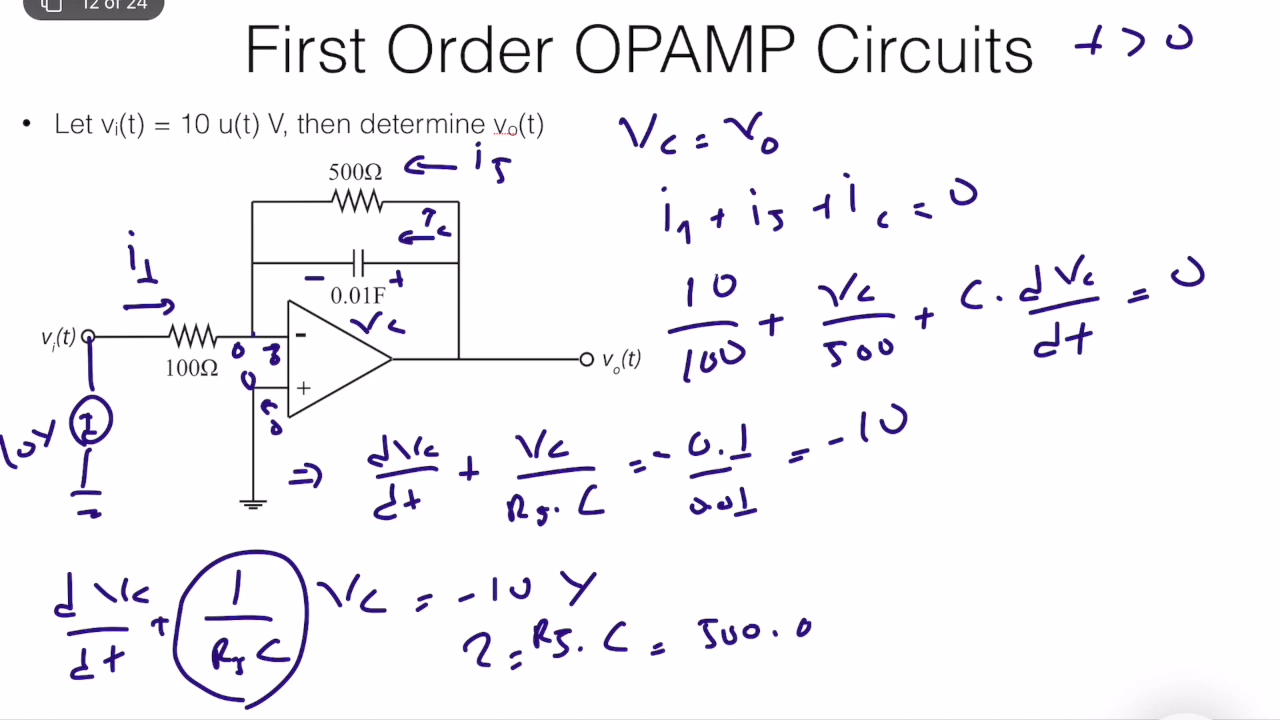 12 of 24
First Order OPAMP Circuits t > 0
• Let vᵢ(t) = 10 u(t) V, then determine vₒ(t)
Vc = Vo
500Ω ← i5
i1 + i5 + ic = 0
ic ←
i1 →
- +
0.01F
Vc
10/100 + Vc/500 + C · dVc/dt = 0
vᵢ(t)
100Ω
0
-
0
+
0
vₒ(t)
10V
⇒ dVc/dt + Vc/(R5 · C) = - 0.1/0.01 = -10
dVc/dt + 1/(R5 C) Vc = -10
= R5 · C = 500 · 0